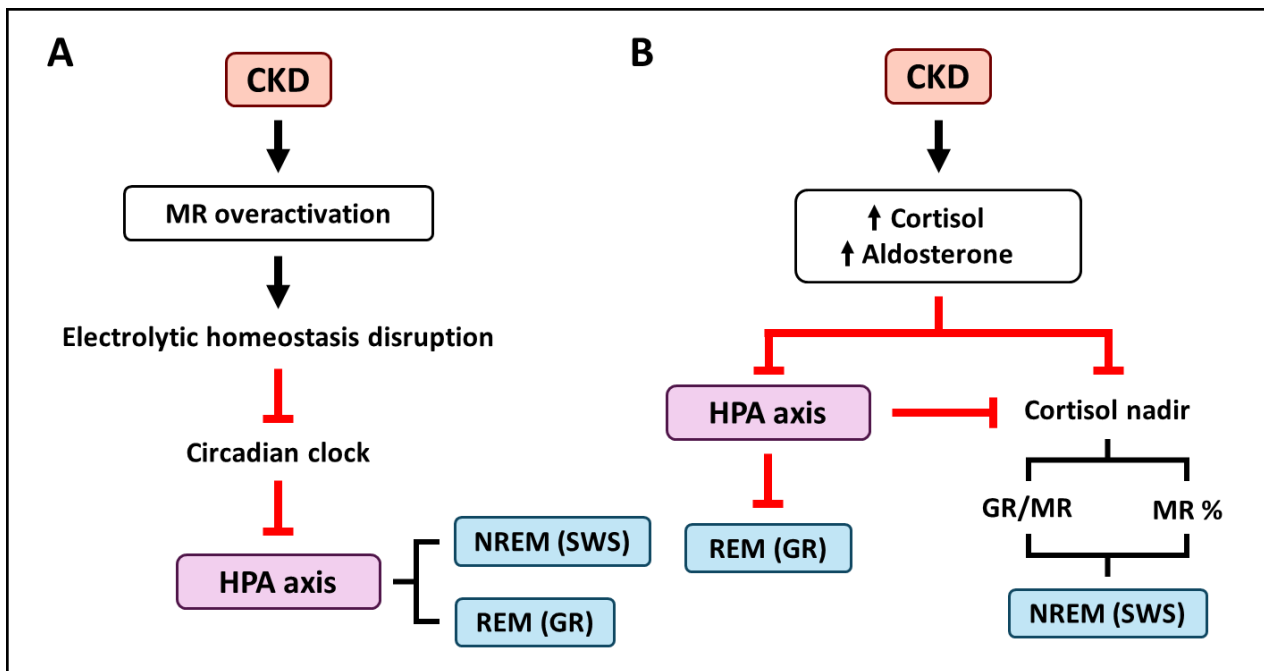 A
CKD
MR overactivation
Electrolytic homeostasis disruption
Circadian clock
HPA axis
NREM (SWS)
REM (GR)
B
CKD
Cortisol
Aldosterone
HPA axis
Cortisol nadir
REM (GR)
GR/MR
MR %
NREM (SWS)